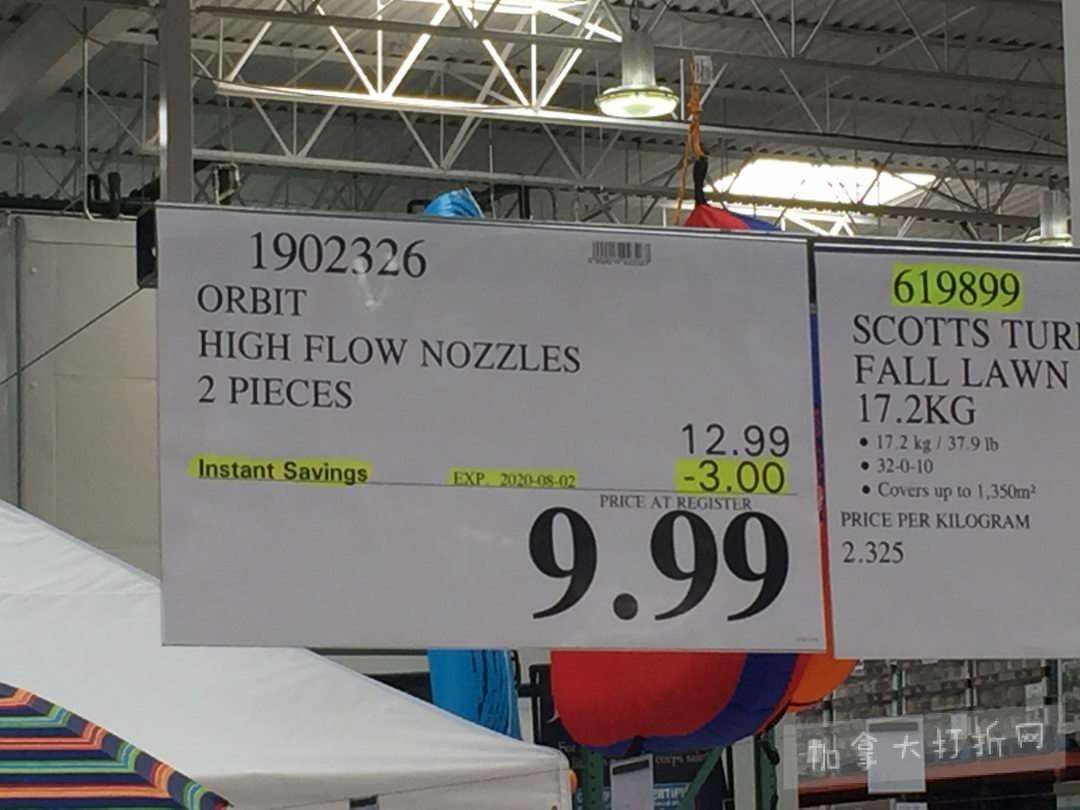 1902326
ORBIT
HIGH FLOW NOZZLES
2 PIECES
12.99
Instant Savings EXP. 2020-08-02 -3.00
PRICE AT REGISTER
9.99
619899
SCOTTS TUR
FALL LAWN
17.2KG
• 17.2 kg / 37.9 lb
• 32-0-10
• Covers up to 1,350m²
PRICE PER KILOGRAM
2.325
加拿大打折网